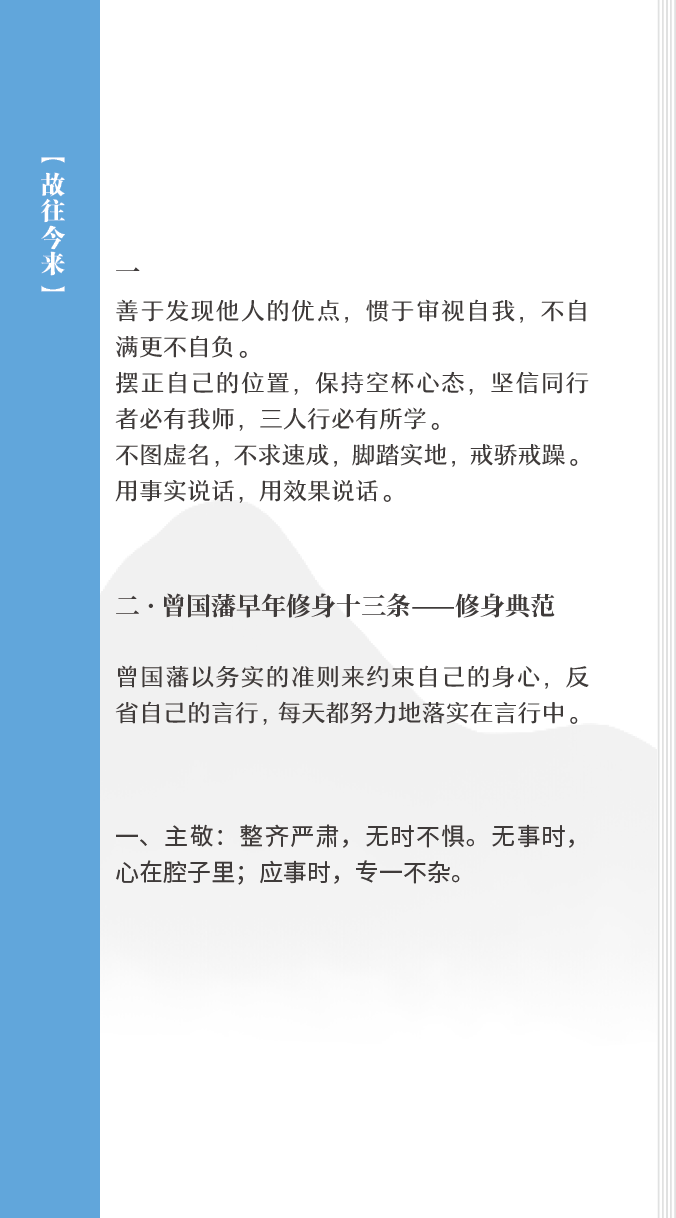 【故往今来】
一
善于发现他人的优点，惯于审视自我，不自
满更不自负。
摆正自己的位置，保持空杯心态，坚信同行
者必有我师，三人行必有所学。
不图虚名，不求速成，脚踏实地，戒骄戒躁。
用事实说话，用效果说话。
二·曾国藩早年修身十三条——修身典范
曾国藩以务实的准则来约束自己的身心，反
省自己的言行，每天都努力地落实在言行中。
一、主敬：整齐严肃，无时不惧。无事时，
心在腔子里；应事时，专一不杂。